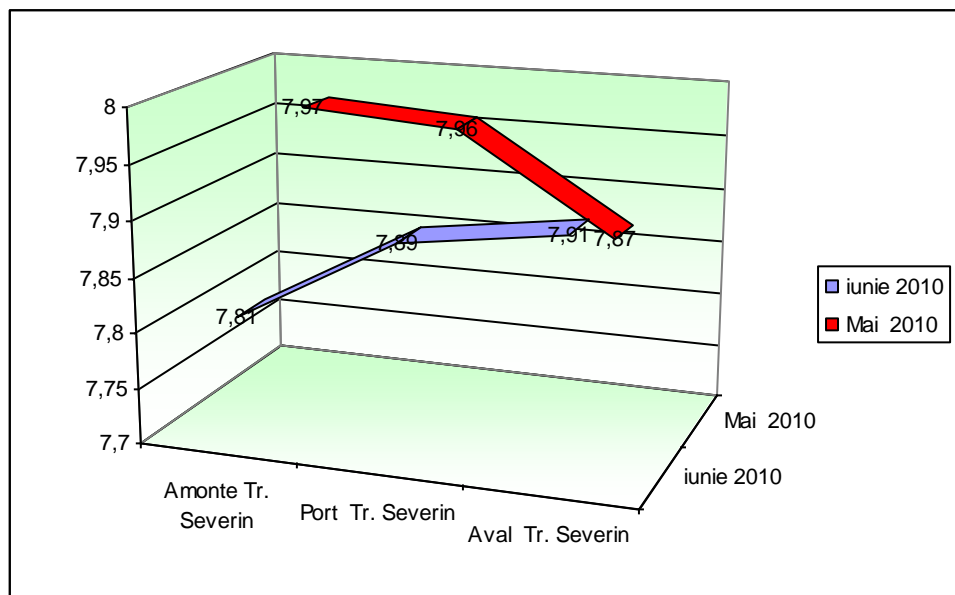 8
7,95
7,9
7,85
7,8
7,75
7,7
7,97
7,96
7,87
7,81
7,89
7,91
Amonte Tr.
Severin
Port Tr. Severin
Aval Tr. Severin
Mai 2010
iunie 2010
iunie 2010
Mai 2010